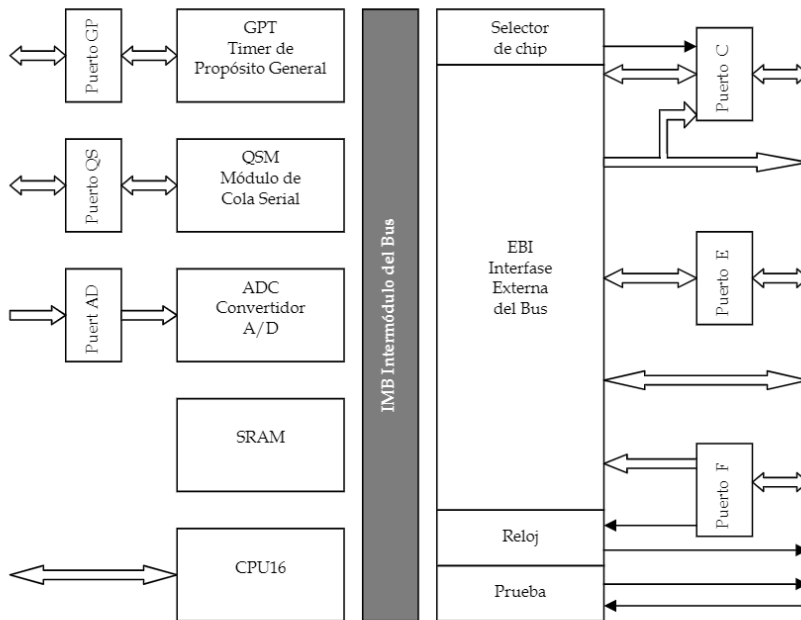 Puerto GP
GPT
Timer de
Propósito General
Puerto QS
QSM
Módulo de
Cola Serial
Puert AD
ADC
Convertidor
A/D
SRAM
CPU16
IMB Intermódulo del Bus
Selector
de chip
EBI
Interfase
Externa
del Bus
Reloj
Prueba
Puerto C
Puerto E
Puerto F